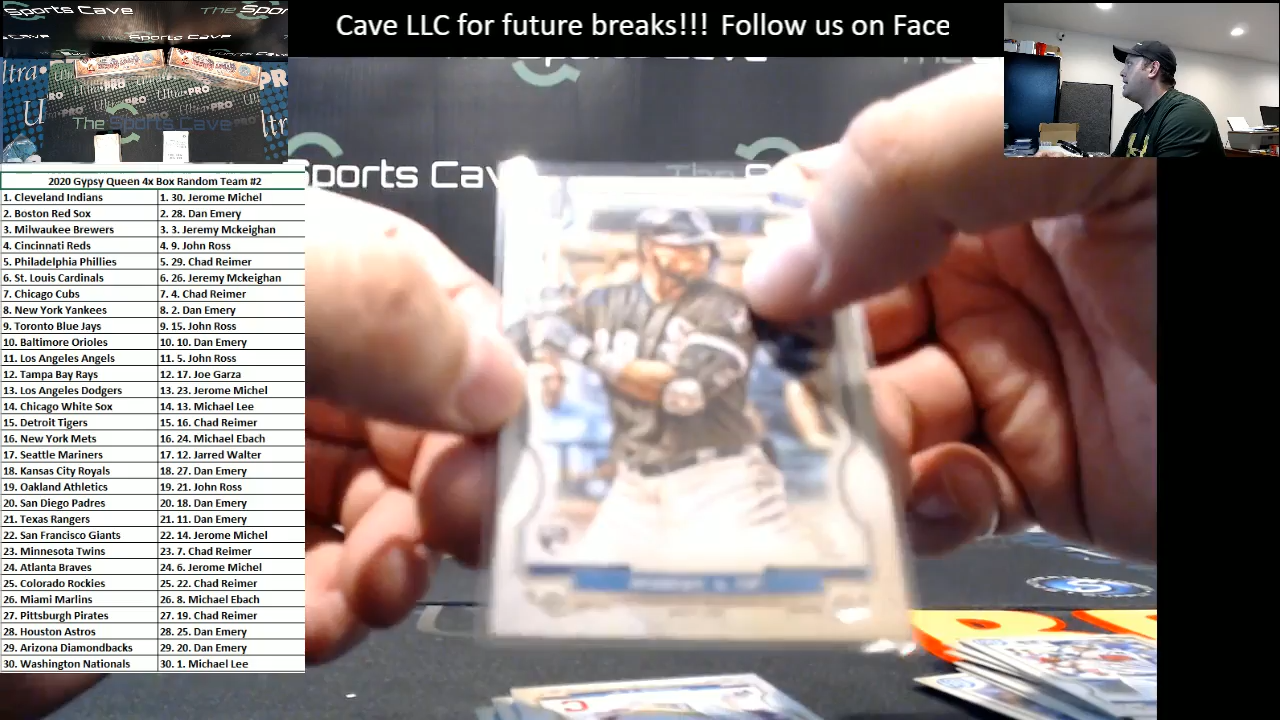 Cave LLC for future breaks!!! Follow us on Face
Sports Cave
The Sports
Ultra
PRO
The Sports Cave
Sports Cave
2020 Gypsy Queen 4x Box Random Team #2
1. Cleveland Indians 1. 30. Jerome Michel
2. Boston Red Sox 2. 28. Dan Emery
3. Milwaukee Brewers 3. 3. Jeremy Mckeighan
4. Cincinnati Reds 4. 9. John Ross
5. Philadelphia Phillies 5. 29. Chad Reimer
6. St. Louis Cardinals 6. 26. Jeremy Mckeighan
7. Chicago Cubs 7. 4. Chad Reimer
8. New York Yankees 8. 2. Dan Emery
9. Toronto Blue Jays 9. 15. John Ross
10. Baltimore Orioles 10. 10. Dan Emery
11. Los Angeles Angels 11. 5. John Ross
12. Tampa Bay Rays 12. 17. Joe Garza
13. Los Angeles Dodgers 13. 23. Jerome Michel
14. Chicago White Sox 14. 13. Michael Lee
15. Detroit Tigers 15. 16. Chad Reimer
16. New York Mets 16. 24. Michael Ebach
17. Seattle Mariners 17. 12. Jarred Walter
18. Kansas City Royals 18. 27. Dan Emery
19. Oakland Athletics 19. 21. John Ross
20. San Diego Padres 20. 18. Dan Emery
21. Texas Rangers 21. 11. Dan Emery
22. San Francisco Giants 22. 14. Jerome Michel
23. Minnesota Twins 23. 7. Chad Reimer
24. Atlanta Braves 24. 6. Jerome Michel
25. Colorado Rockies 25. 22. Chad Reimer
26. Miami Marlins 26. 8. Michael Ebach
27. Pittsburgh Pirates 27. 19. Chad Reimer
28. Houston Astros 28. 25. Dan Emery
29. Arizona Diamondbacks 29. 20. Dan Emery
30. Washington Nationals 30. 1. Michael Lee